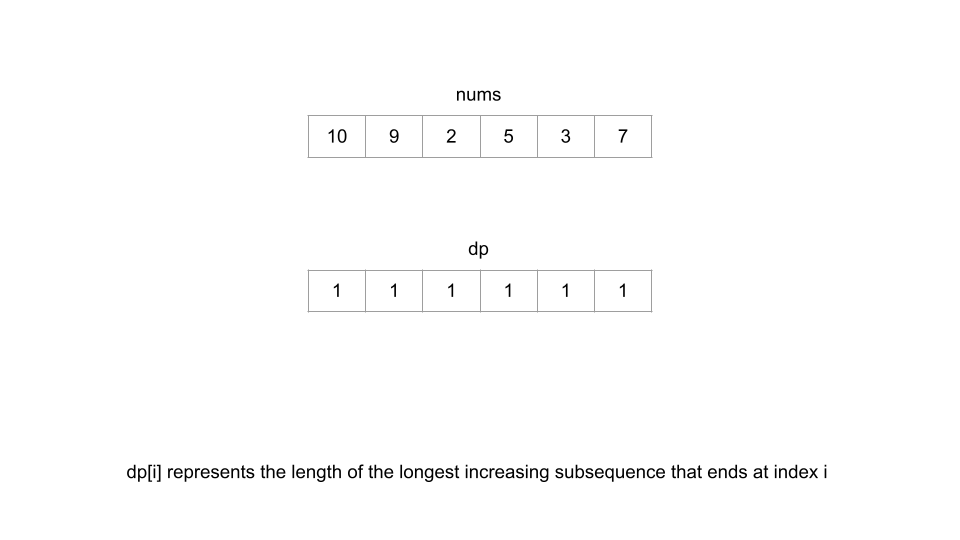 nums
10 9 2 5 3 7
dp
1 1 1 1 1 1
dp[i] represents the length of the longest increasing subsequence that ends at index i